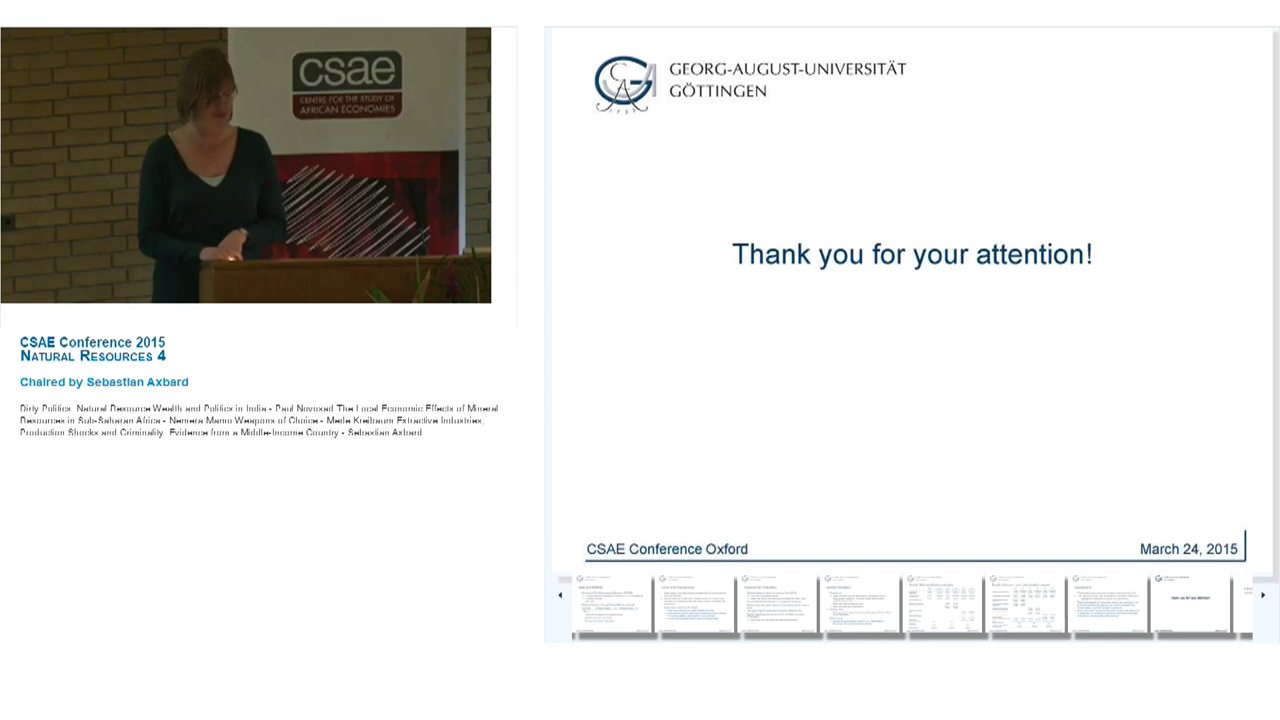 csae
CENTRE FOR THE STUDY OF
AFRICAN ECONOMIES
CSAE Conference 2015
NATURAL RESOURCES 4
Chaired by Sebastian Axbard
Dirty Politics Natural Resource Wealth and Politics in India - Paul Novosad The Local Economic Effects of Mineral
Resources in Sub-Saharan Africa - Nemera Mamo Weapons of Choice - Merle Kreibaum Extractive Industries,
Production Shocks and Criminality Evidence from a Middle-Income Country - Sebastian Axbard
GEORG-AUGUST-UNIVERSITÄT
GÖTTINGEN
Thank you for your attention!
CSAE Conference Oxford
March 24, 2015